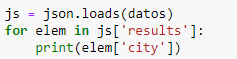 js = json.loads(datos)
for elem in js['results']:
    print(elem['city'])